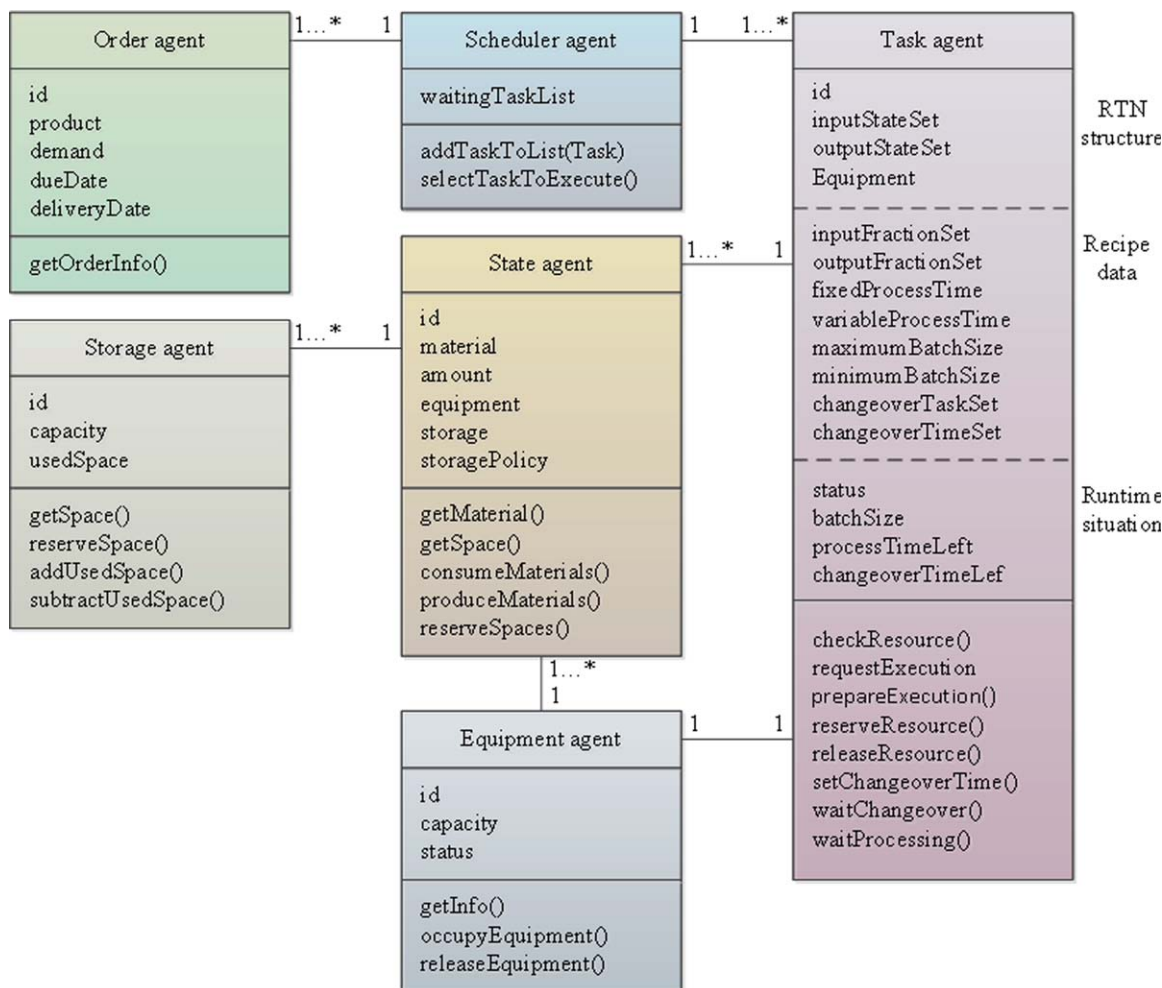 1...*
1
1
1...*
Order agent
id
product
demand
dueDate
deliveryDate
getOrderInfo()
Scheduler agent
waitingTaskList
addTaskToList(Task)
selectTaskToExecute()
Task agent
id
inputStateSet
outputStateSet
Equipment
inputFractionSet
outputFractionSet
fixedProcessTime
variableProcessTime
maximumBatchSize
minimumBatchSize
changeoverTaskSet
changeoverTimeSet
status
batchSize
processTimeLeft
changeoverTimeLef
checkResource()
requestExecution
prepareExecution()
reserveResource()
releaseResource()
setChangeoverTime()
waitChangeover()
waitProcessing()
RTN
structure
Recipe
data
Runtime
situation
1...*
1
State agent
id
material
amount
equipment
storage
storagePolicy
getMaterial()
getSpace()
consumeMaterials()
produceMaterials()
reserveSpaces()
1...*
1
Storage agent
id
capacity
usedSpace
getSpace()
reserveSpace()
addUsedSpace()
subtractUsedSpace()
1...*
1
Equipment agent
id
capacity
status
getInfo()
occupyEquipment()
releaseEquipment()
1
1